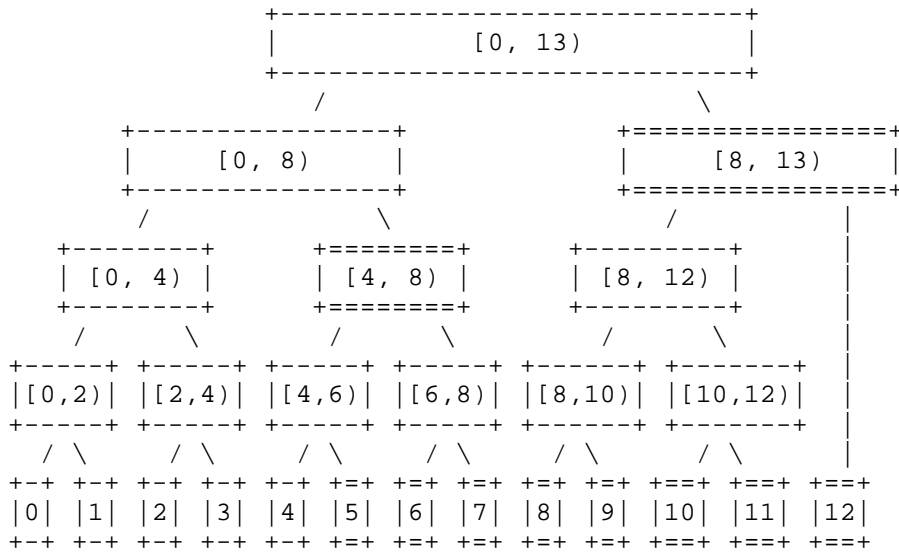 [0, 13)
[0, 8) [8, 13)
[0, 4) [4, 8) [8, 12)
[0,2) [2,4) [4,6) [6,8) [8,10) [10,12)
0 1 2 3 4 5 6 7 8 9 10 11 12